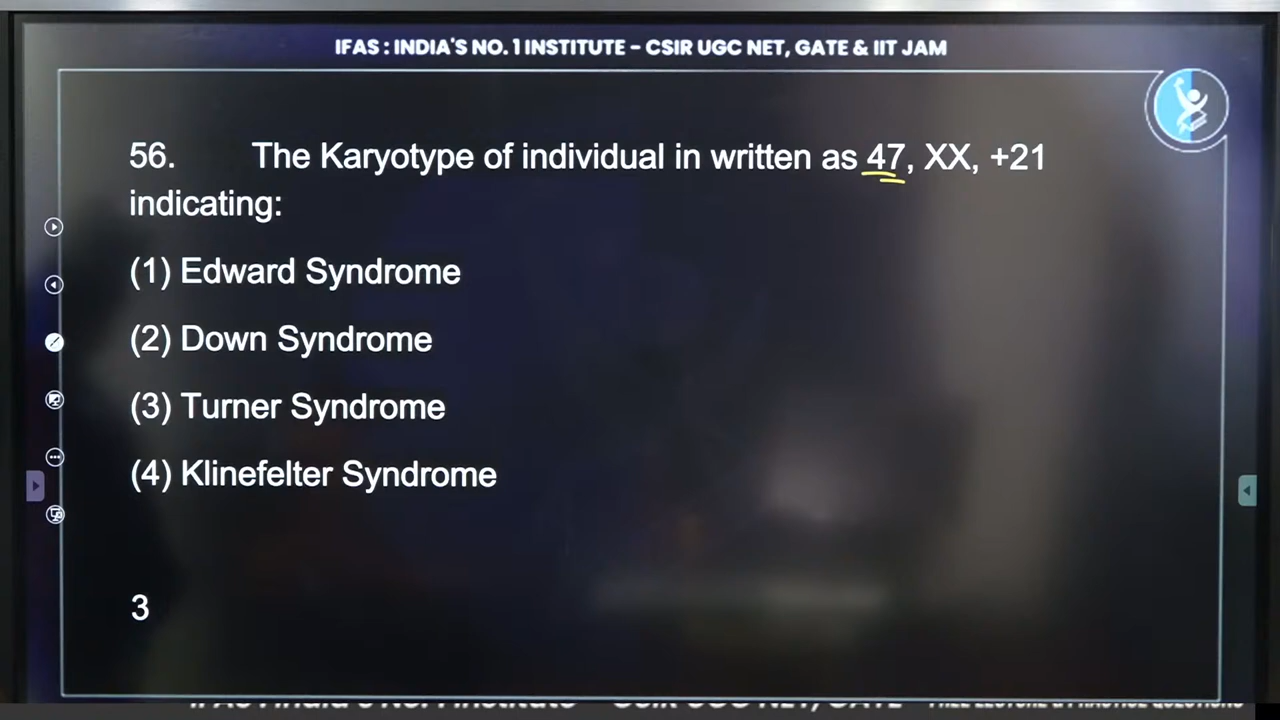 IFAS : INDIA'S NO. 1 INSTITUTE – CSIR UGC NET, GATE & IIT JAM
56. The Karyotype of individual in written as 47, XX, +21
indicating:
(1) Edward Syndrome
(2) Down Syndrome
(3) Turner Syndrome
(4) Klinefelter Syndrome
3